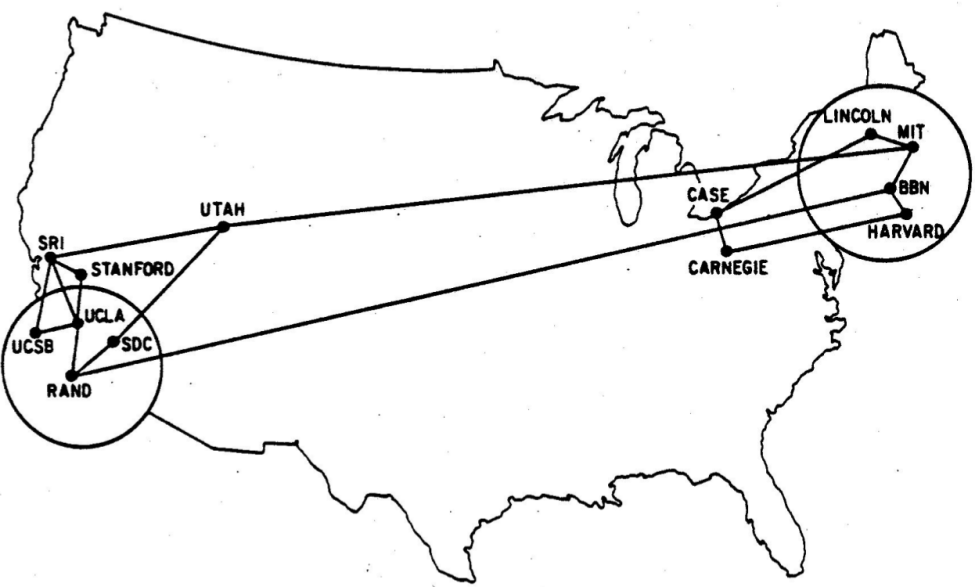 LINCOLN
MIT
CASE
BBN
UTAH
HARVARD
SRI
STANFORD
CARNEGIE
UCLA
UCSB
SDC
RAND